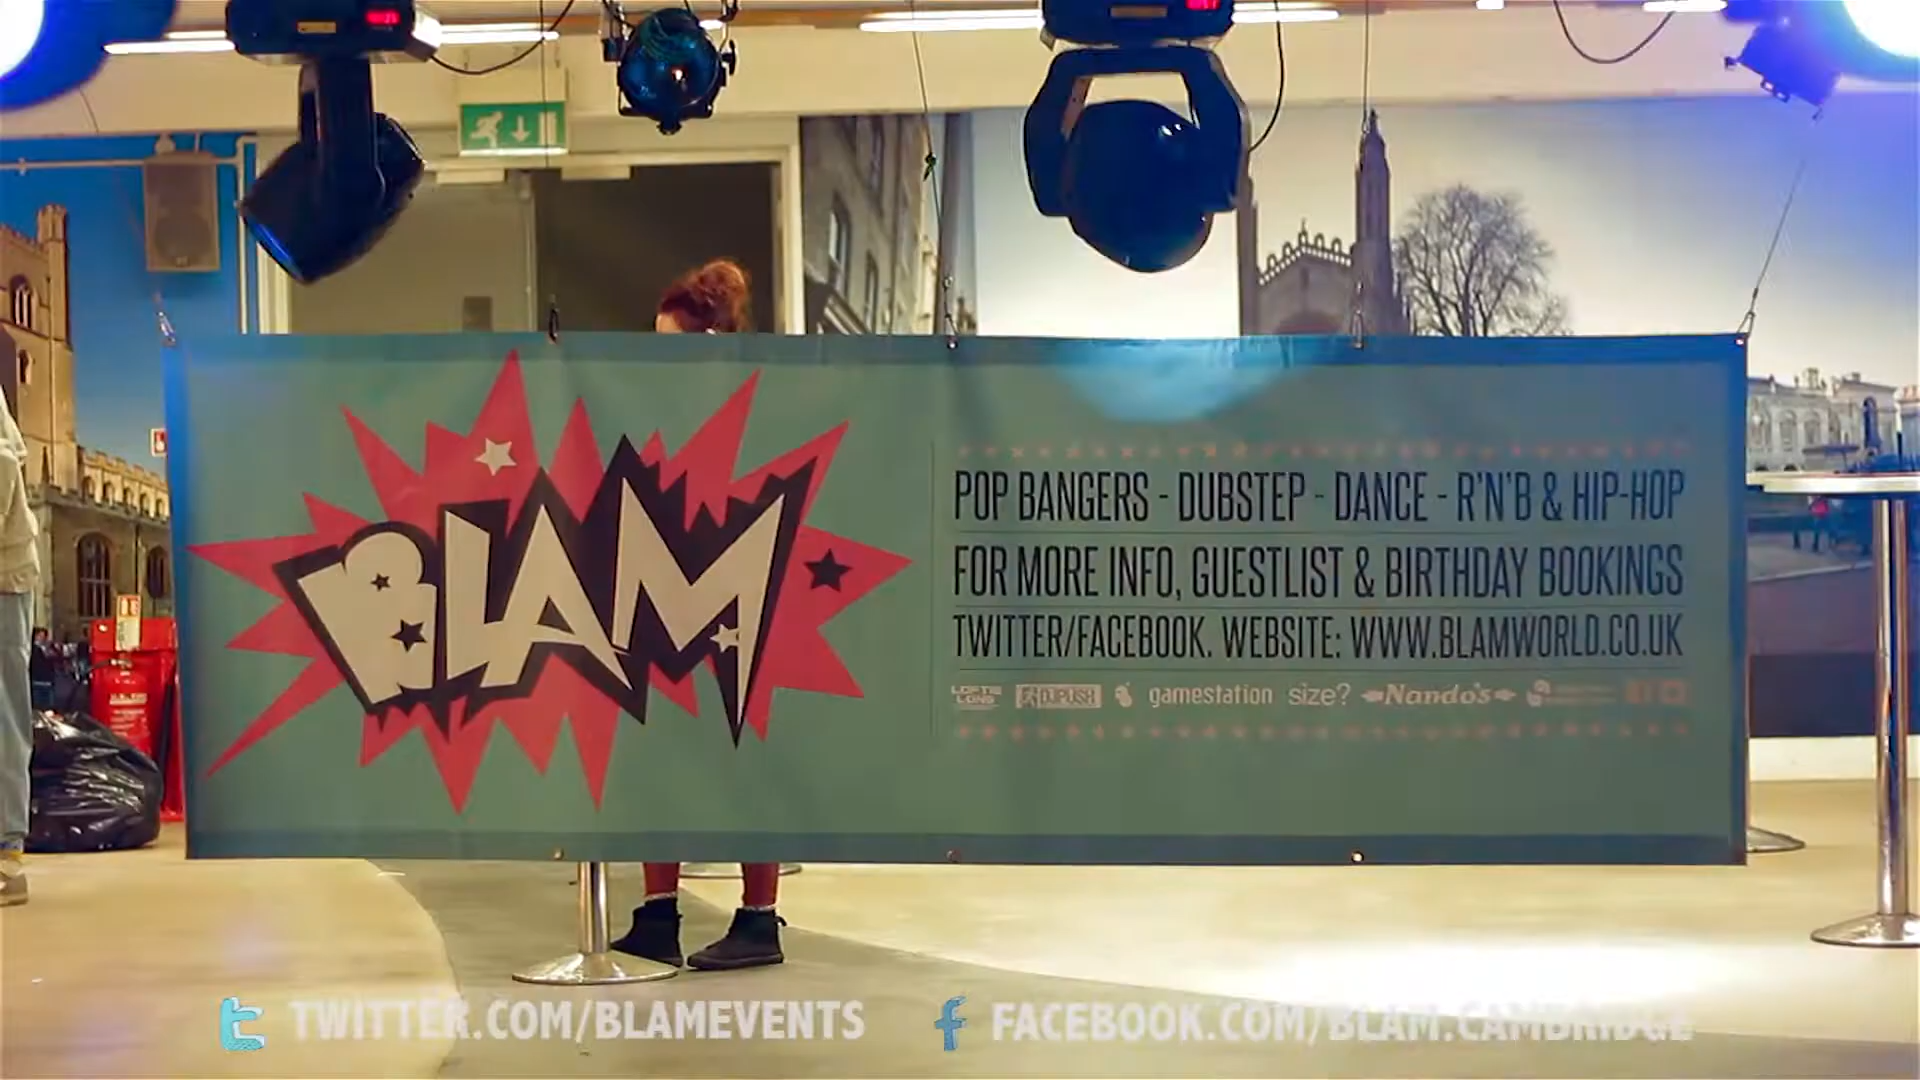 BLAM
POP BANGERS - DUBSTEP - DANCE - R'N'B & HIP-HOP
FOR MORE INFO, GUESTLIST & BIRTHDAY BOOKINGS
TWITTER/FACEBOOK. WEBSITE: WWW.BLAMWORLD.CO.UK
gamestation size? Nando's
TWITTER.COM/BLAMEVENTS FACEBOOK.COM/BLAM.CAMBRIDGE